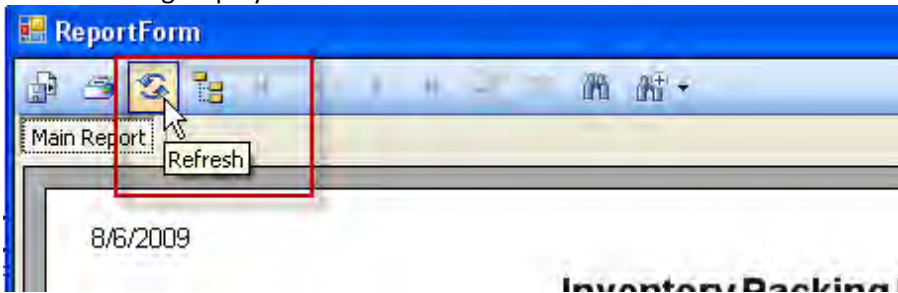 ReportForm
Main Report
Refresh
8/6/2009
Inventory Packing